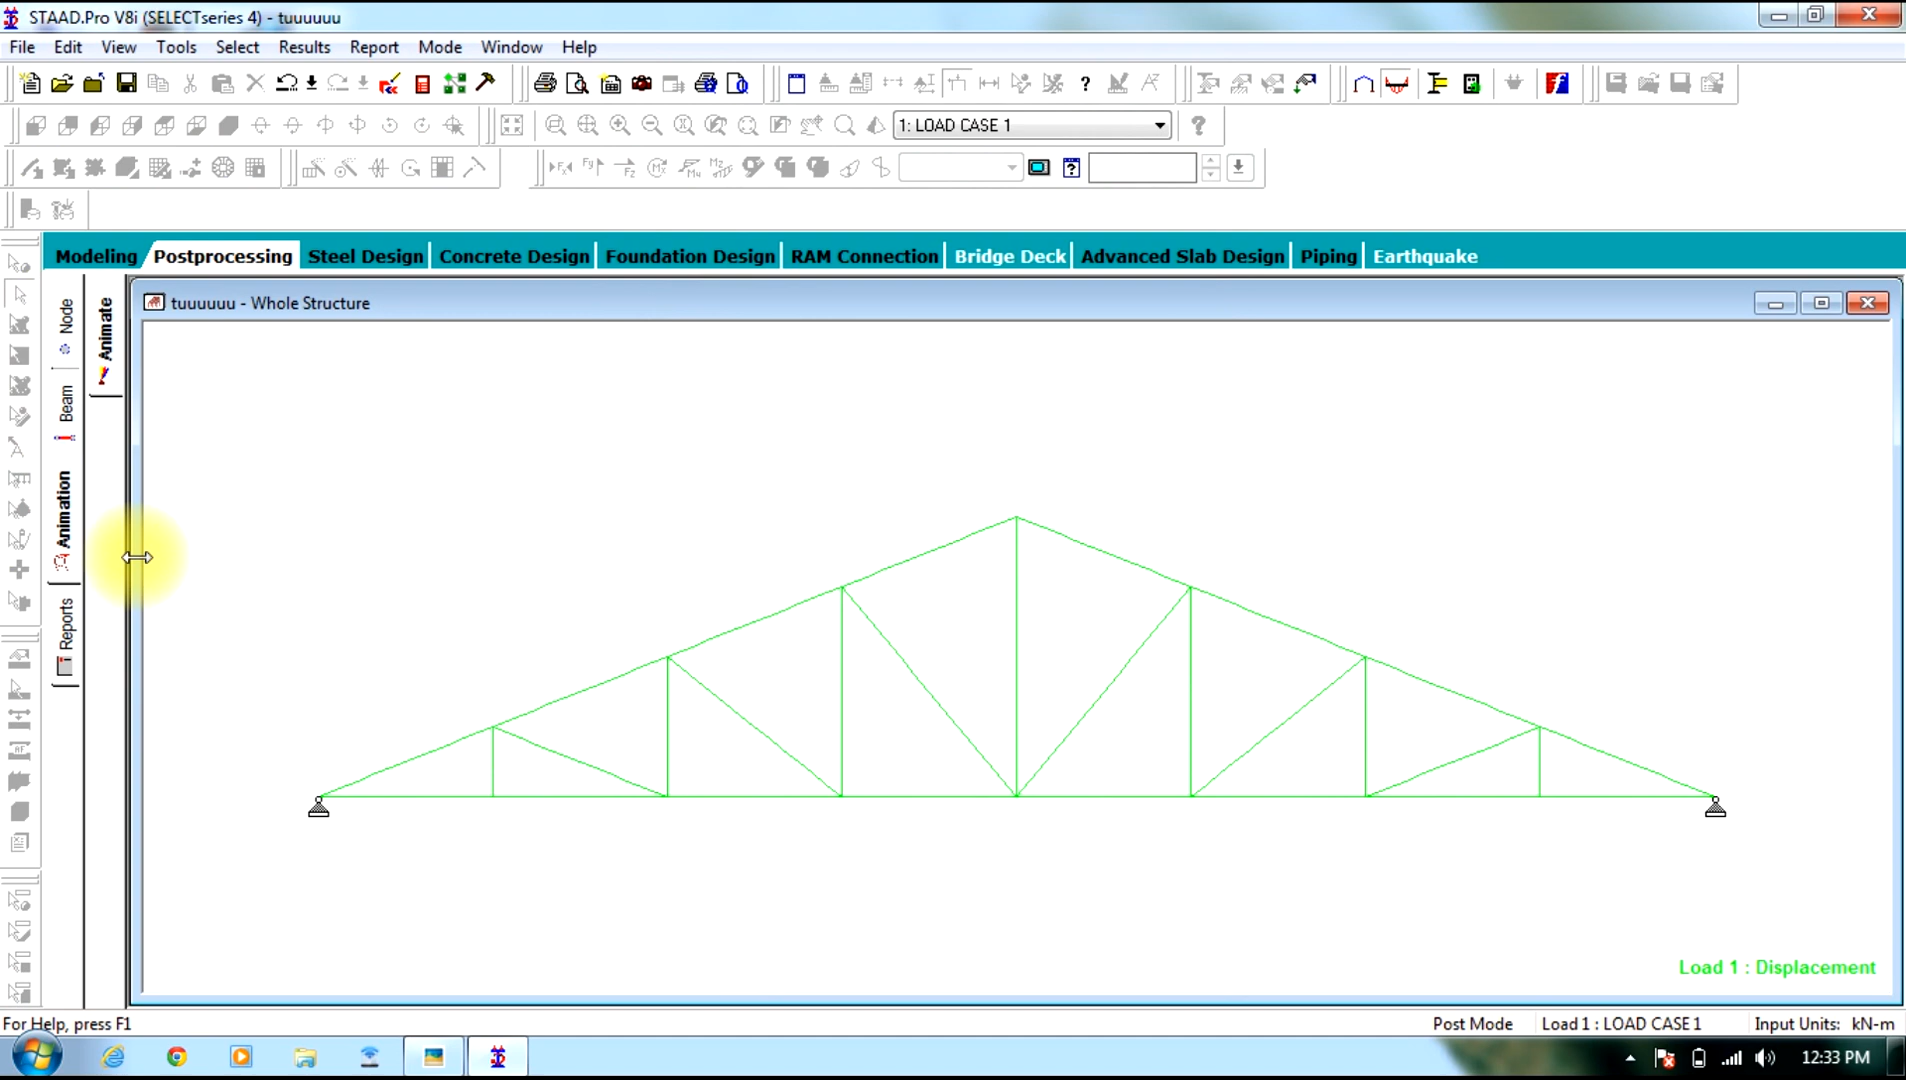 STAAD.Pro V8i (SELECTseries 4) - tuuuuuu
File Edit View Tools Select Results Report Mode Window Help
1: LOAD CASE 1
Modeling Postprocessing Steel Design Concrete Design Foundation Design RAM Connection Bridge Deck Advanced Slab Design Piping Earthquake
tuuuuuu - Whole Structure
Node
Beam
Animation
Reports
Animate
Load 1 : Displacement
For Help, press F1
Post Mode
Load 1 : LOAD CASE 1
Input Units: kN-m
12:33 PM